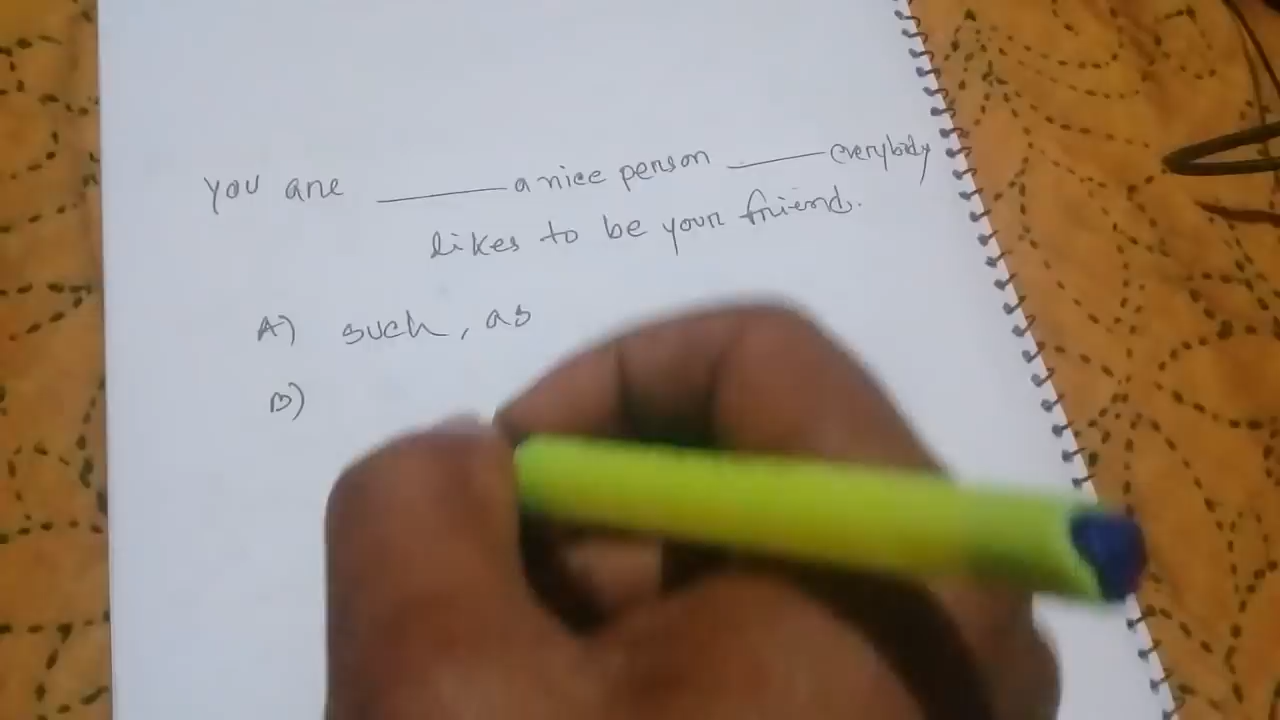 You are ______ a nice person ______ everybody
likes to be your friend.
A) such, as
B)